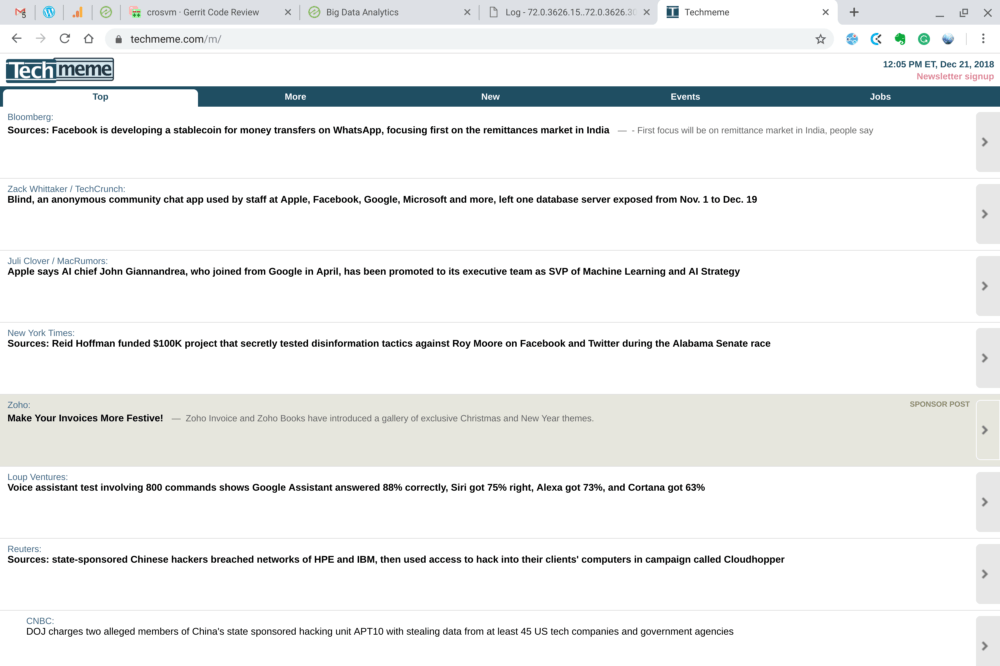 crosvm · Gerrit Code Review
Big Data Analytics
Log - 72.0.3626.15..72.0.3626.30
Techmeme
techmeme.com/m/
Techmeme
12:05 PM ET, Dec 21, 2018
Newsletter signup
Top
More
New
Events
Jobs
Bloomberg:
Sources: Facebook is developing a stablecoin for money transfers on WhatsApp, focusing first on the remittances market in India — - First focus will be on remittance market in India, people say
Zack Whittaker / TechCrunch:
Blind, an anonymous community chat app used by staff at Apple, Facebook, Google, Microsoft and more, left one database server exposed from Nov. 1 to Dec. 19
Juli Clover / MacRumors:
Apple says AI chief John Giannandrea, who joined from Google in April, has been promoted to its executive team as SVP of Machine Learning and AI Strategy
New York Times:
Sources: Reid Hoffman funded $100K project that secretly tested disinformation tactics against Roy Moore on Facebook and Twitter during the Alabama Senate race
Zoho:
SPONSOR POST
Make Your Invoices More Festive! — Zoho Invoice and Zoho Books have introduced a gallery of exclusive Christmas and New Year themes.
Loup Ventures:
Voice assistant test involving 800 commands shows Google Assistant answered 88% correctly, Siri got 75% right, Alexa got 73%, and Cortana got 63%
Reuters:
Sources: state-sponsored Chinese hackers breached networks of HPE and IBM, then used access to hack into their clients' computers in campaign called Cloudhopper
CNBC:
DOJ charges two alleged members of China's state sponsored hacking unit APT10 with stealing data from at least 45 US tech companies and government agencies